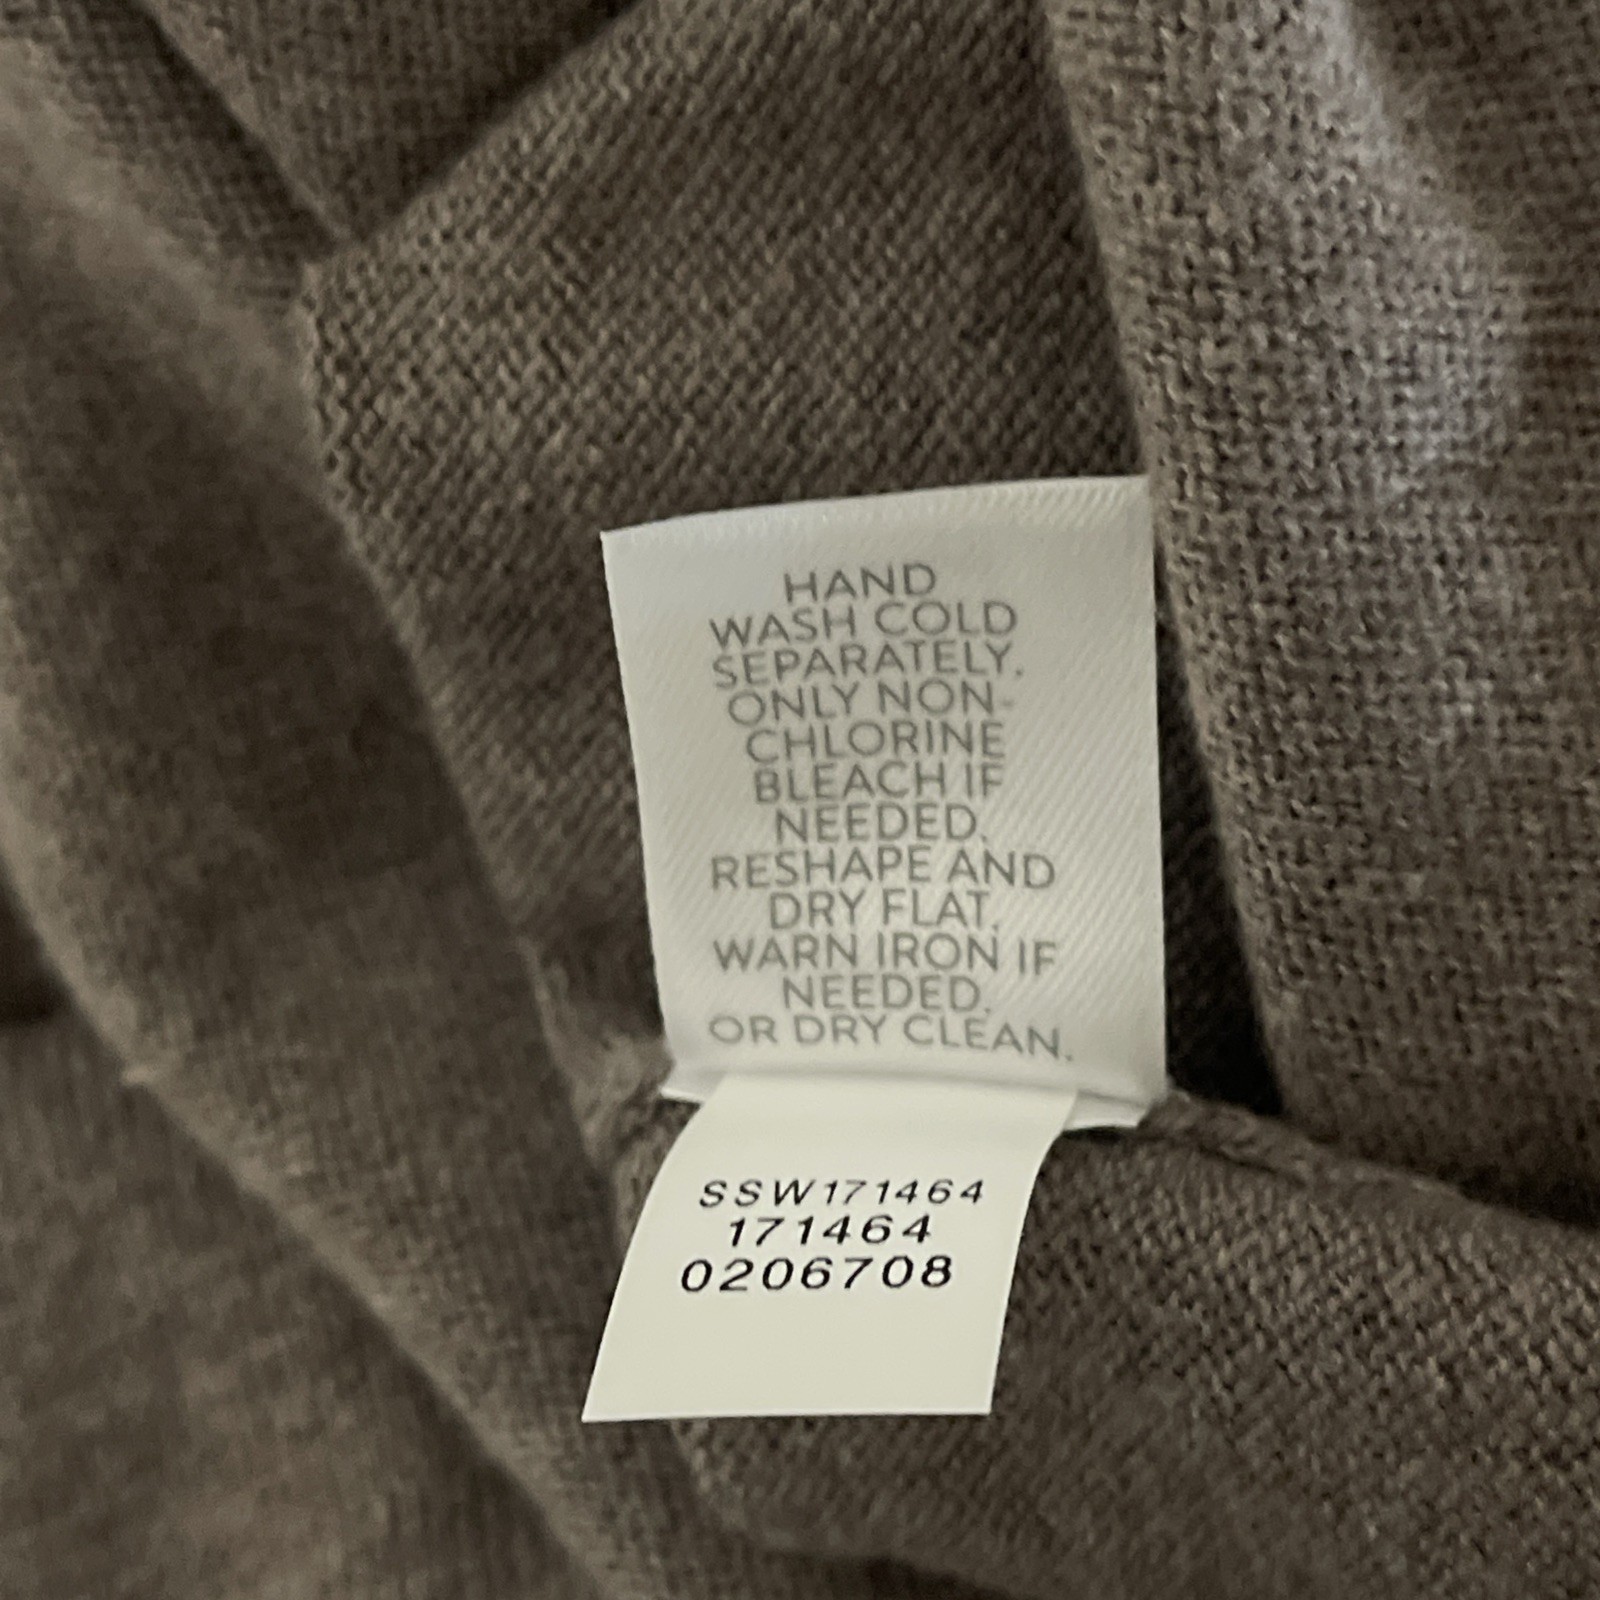 HAND
WASH COLD
SEPARATELY.
ONLY NON-
CHLORINE
BLEACH IF
NEEDED.
RESHAPE AND
DRY FLAT.
WARN IRON IF
NEEDED.
OR DRY CLEAN.
SSW171464
171464
0206708